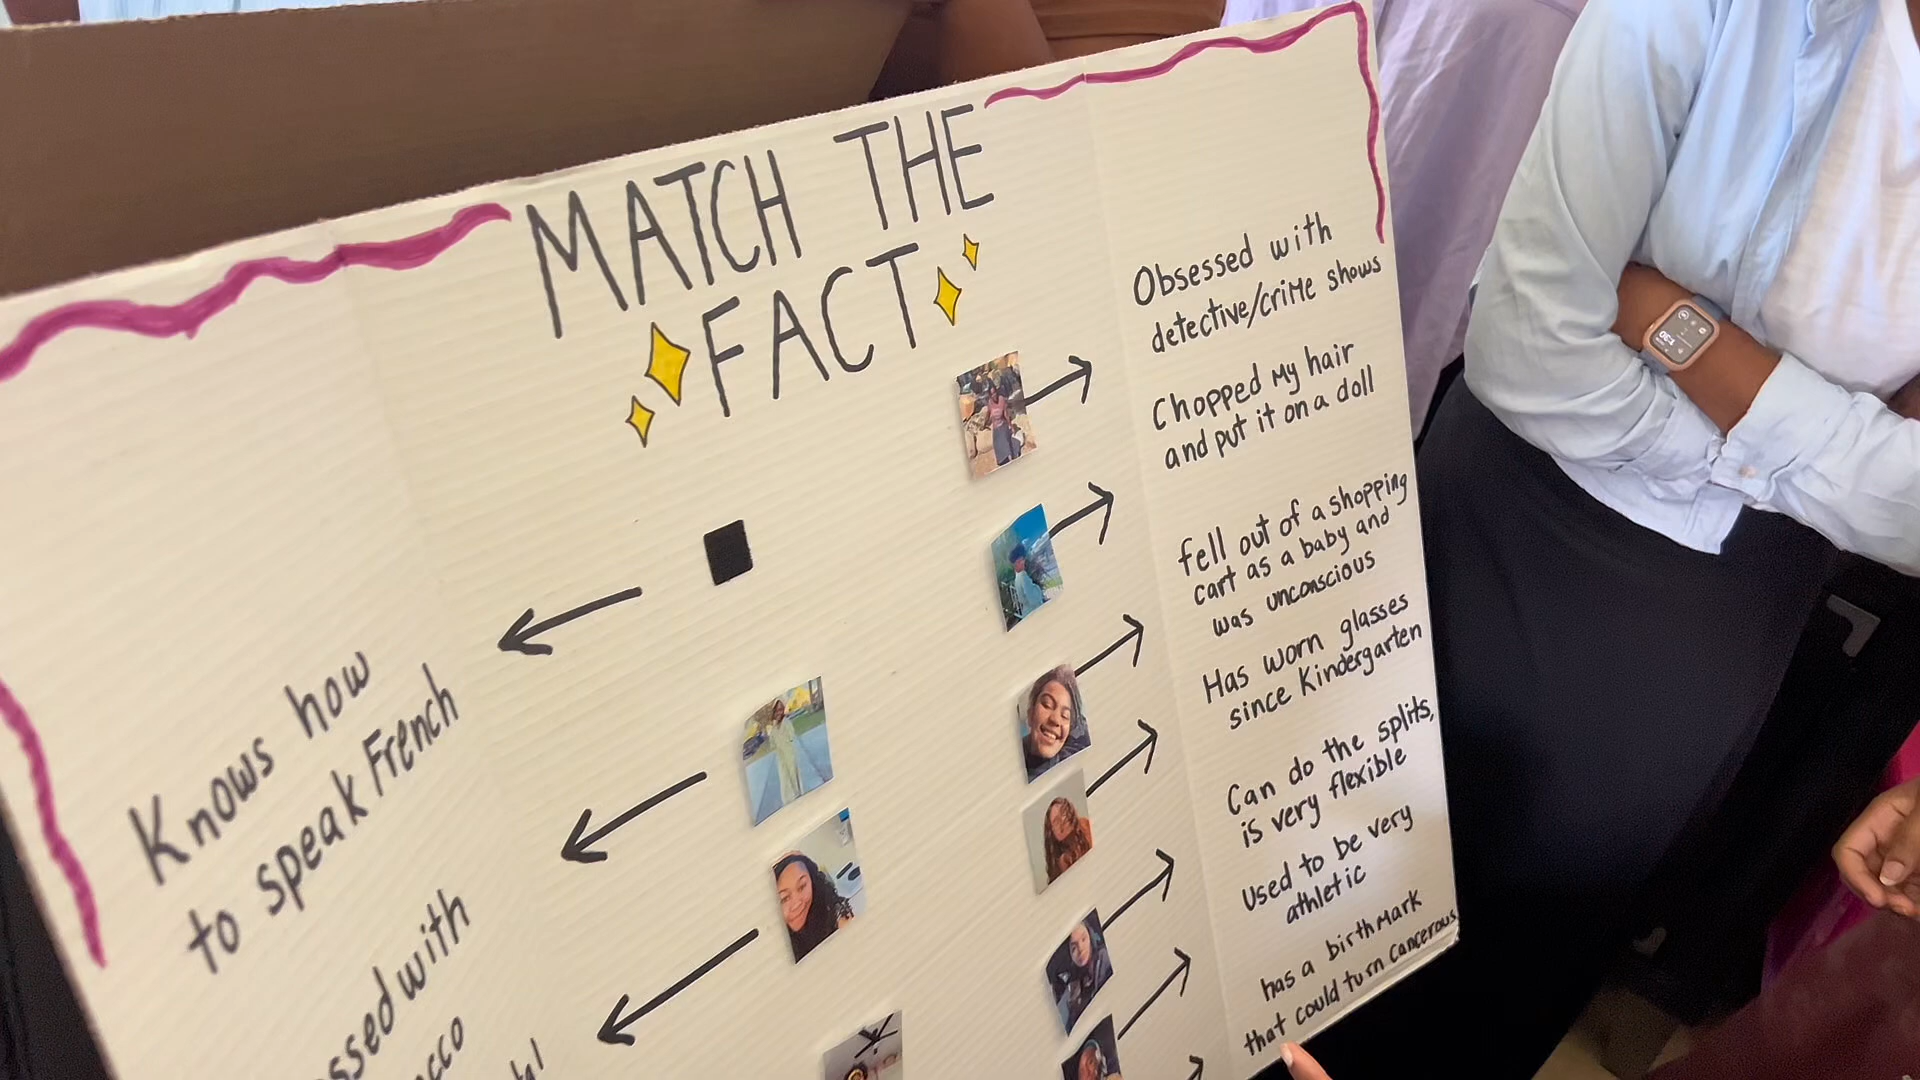 MATCH THE
FACT
Knows how
to speak French
Obsessed with
detective/criMe shows
Chopped My hair
and put it on a doll
fell out of a shopping
cart as a baby and
was unconscious
Has worn glasses
since Kindergarten
Can do the splits,
is very flexible
Used to be very
athletic
has a birthMark
that could turn cancerous
with